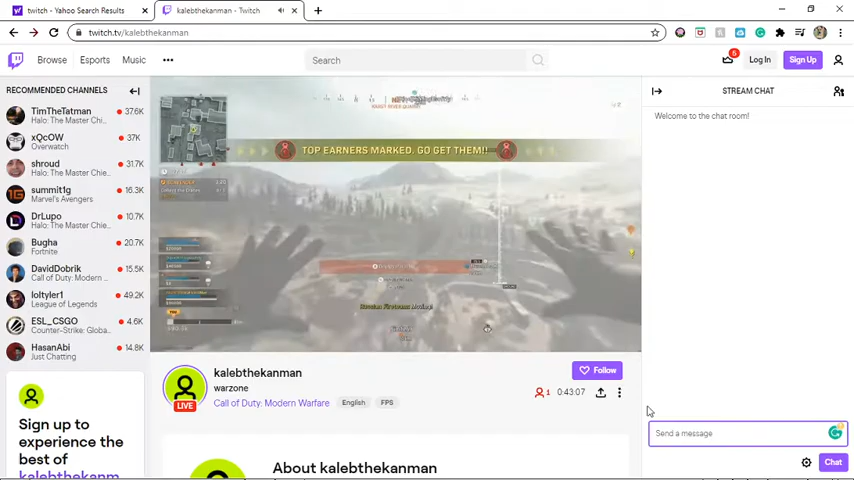 twitch - Yahoo Search Results
kalebthekanman - Twitch
twitch.tv/kalebthekanman
Browse Esports Music
Search
6
Log In
Sign Up
RECOMMENDED CHANNELS
TimTheTatman 37.6K
Halo: The Master Chi...
xQcOW 37K
Overwatch
shroud 31.7K
Halo: The Master Chi...
summit1g 16.3K
Marvel's Avengers
DrLupo 10.7K
Halo: The Master Chi...
Bugha 20.7K
Fortnite
DavidDobrik 15.5K
Call of Duty: Modern ...
loltyler1 49.2K
League of Legends
ESL_CSGO 4.6K
Counter-Strike: Globa...
HasanAbi 14.8K
Just Chatting
Sign up to
experience the
best of
kalebthekanm
TOP EARNERS MARKED. GO GET THEM!!
kalebthekanman
warzone
Call of Duty: Modern Warfare English FPS
LIVE
Follow
1 0:43:07
About kalebthekanman
STREAM CHAT
Welcome to the chat room!
Send a message
Chat